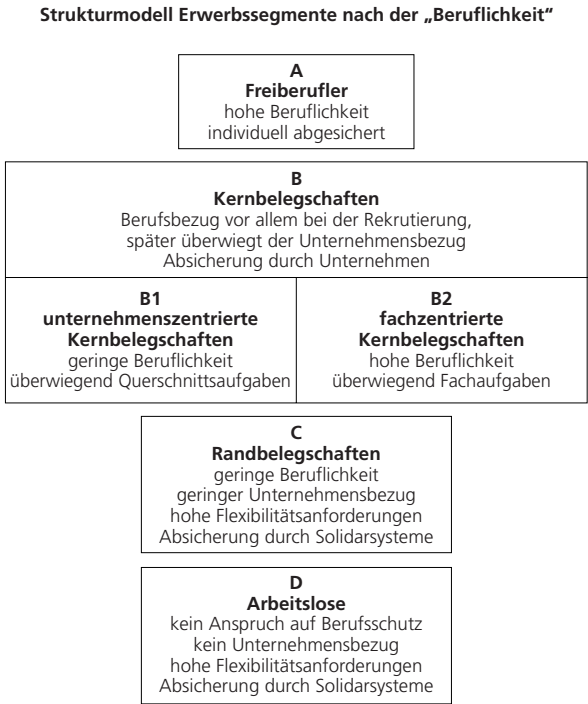 Strukturmodell Erwerbssegmente nach der „Beruflichkeit“
A
Freiberufler
hohe Beruflichkeit
individuell abgesichert
B
Kernbelegschaften
Berufsbezug vor allem bei der Rekrutierung,
später überwiegt der Unternehmensbezug
Absicherung durch Unternehmen
B1
unternehmenszentrierte
Kernbelegschaften
geringe Beruflichkeit
überwiegend Querschnittsaufgaben
B2
fachzentrierte
Kernbelegschaften
hohe Beruflichkeit
überwiegend Fachaufgaben
C
Randbelegschaften
geringe Beruflichkeit
geringer Unternehmensbezug
hohe Flexibilitätsanforderungen
Absicherung durch Solidarsysteme
D
Arbeitslose
kein Anspruch auf Berufsschutz
kein Unternehmensbezug
hohe Flexibilitätsanforderungen
Absicherung durch Solidarsysteme